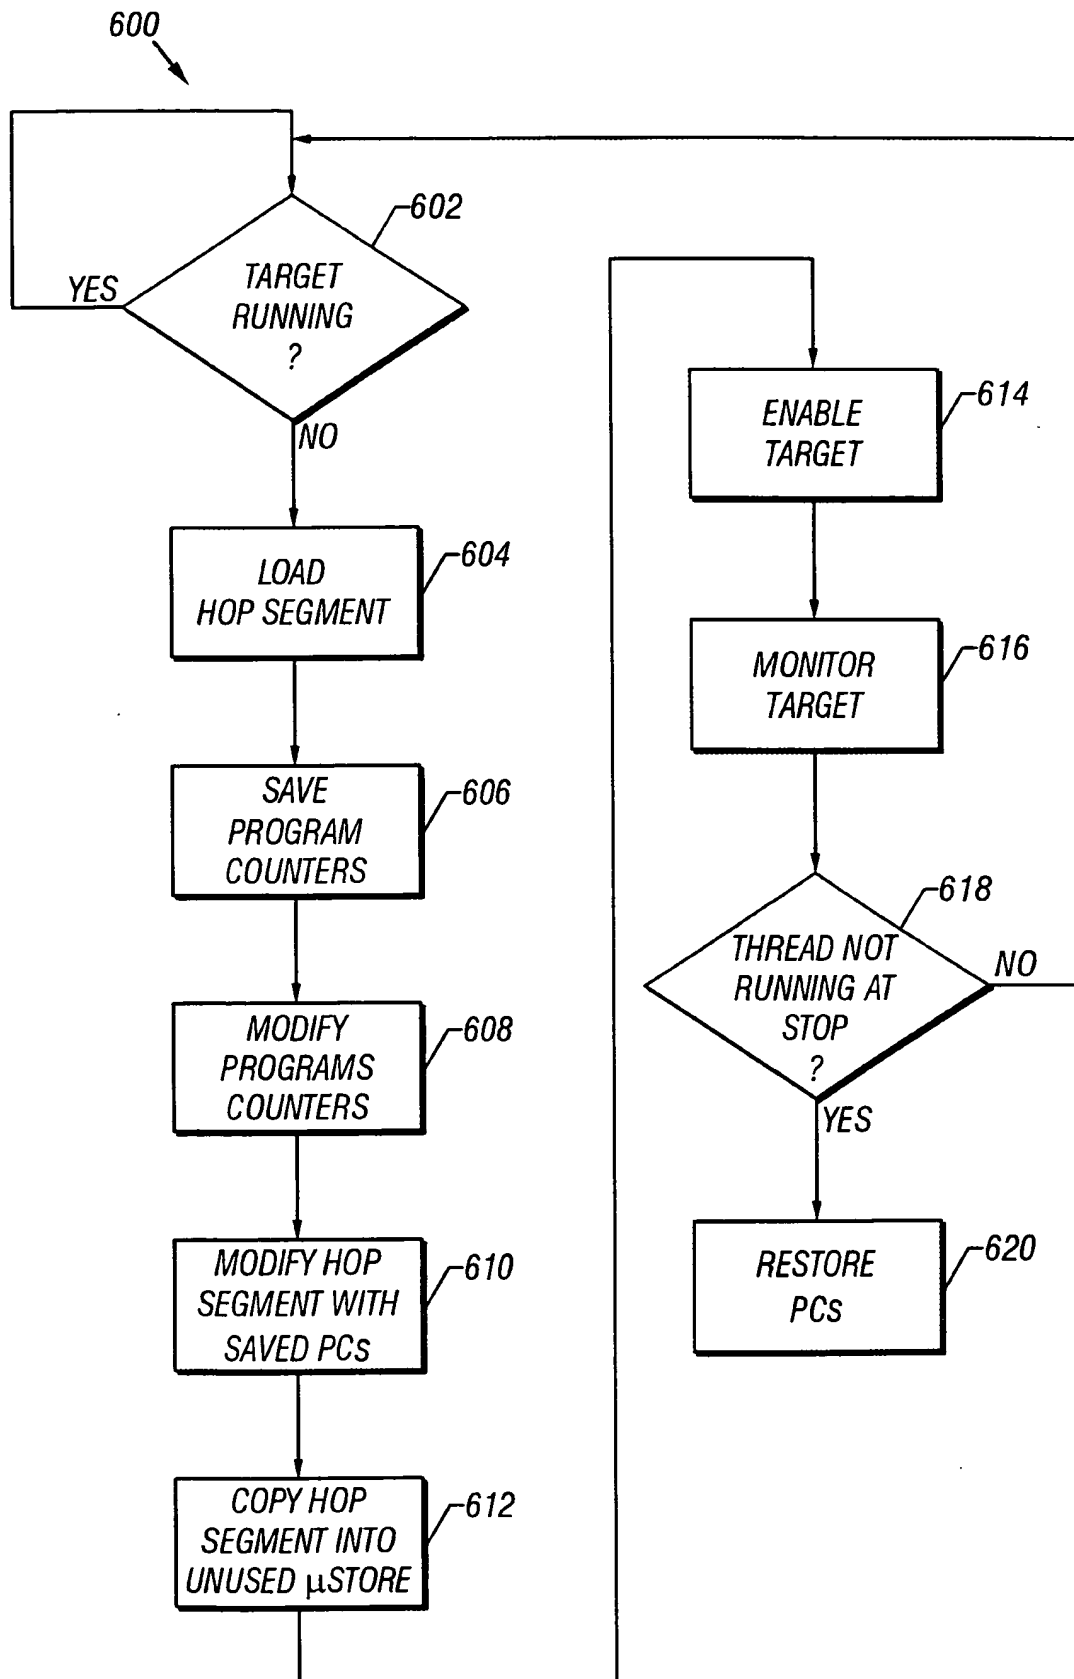 600
602
TARGET
RUNNING
?
YES
NO
LOAD
HOP SEGMENT
604
SAVE
PROGRAM
COUNTERS
606
MODIFY
PROGRAMS
COUNTERS
608
MODIFY HOP
SEGMENT WITH
SAVED PCs
610
COPY HOP
SEGMENT INTO
UNUSED μSTORE
612
ENABLE
TARGET
614
MONITOR
TARGET
616
THREAD NOT
RUNNING AT
STOP
?
618
NO
YES
RESTORE
PCs
620